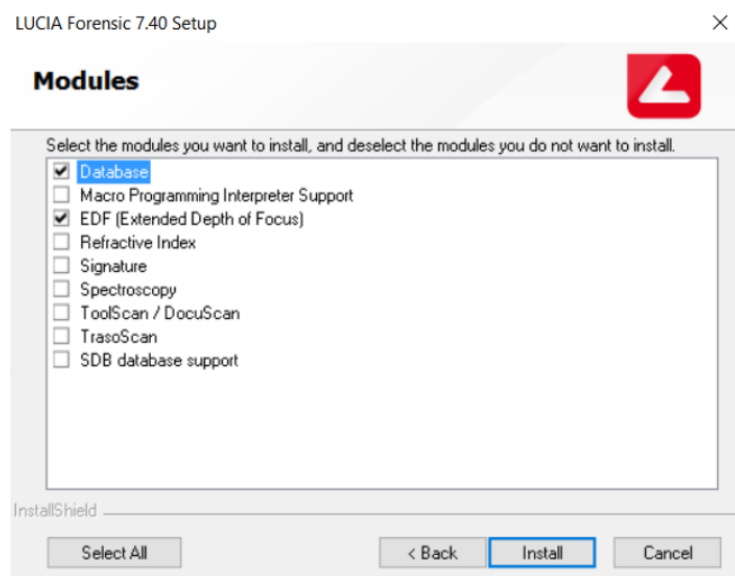 LUCIA Forensic 7.40 Setup
Modules
Select the modules you want to install, and deselect the modules you do not want to install.
Database
Macro Programming Interpreter Support
EDF (Extended Depth of Focus)
Refractive Index
Signature
Spectroscopy
ToolScan / DocuScan
TrasoScan
SDB database support
InstallShield
Select All
< Back
Install
Cancel